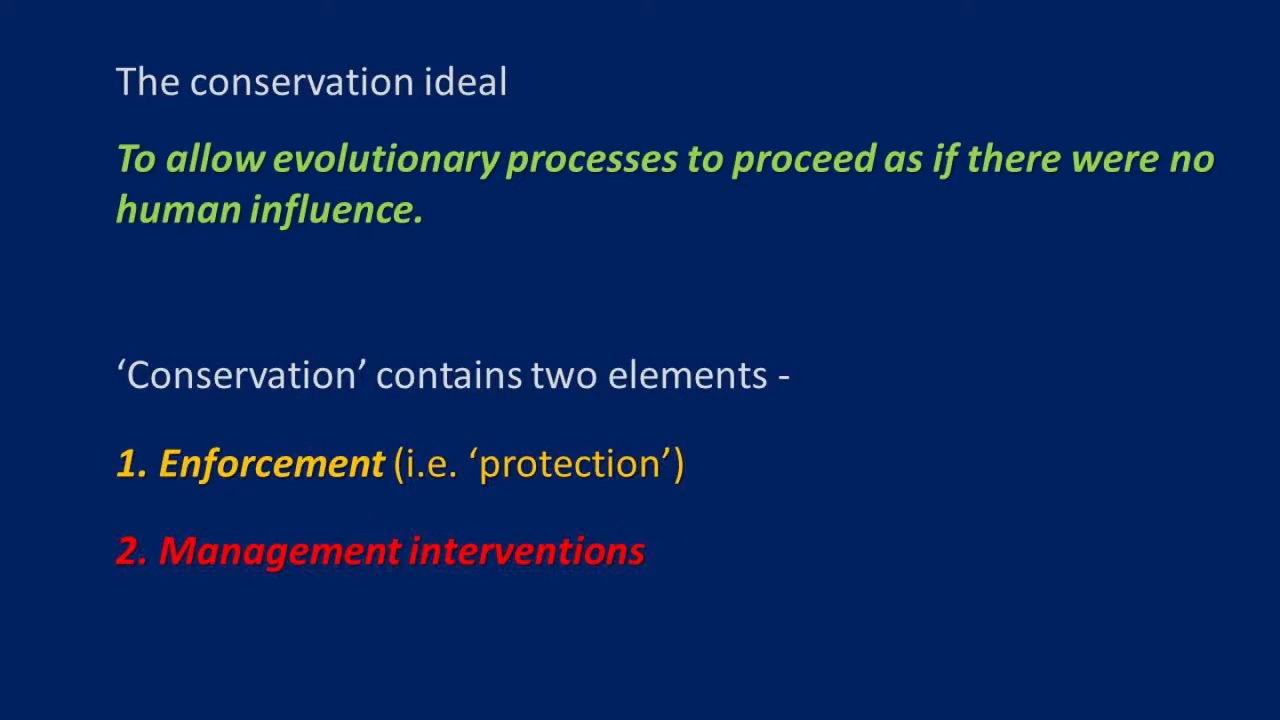 The conservation ideal
To allow evolutionary processes to proceed as if there were no
human influence.
‘Conservation’ contains two elements -
1. Enforcement (i.e. ‘protection’)
2. Management interventions